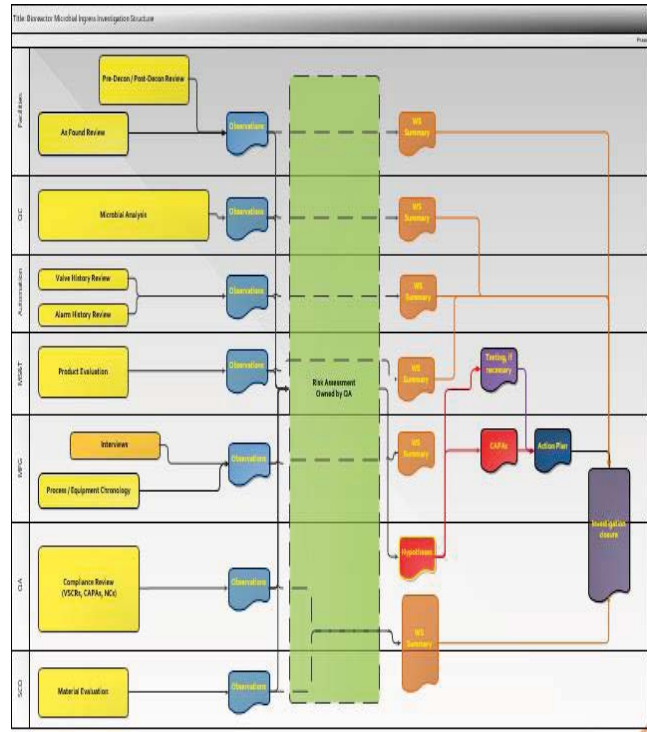 Title: Bioreactor Microbial Ingress Investigation Structure
Facilities
Pre-Decon / Post-Decon Review
As Found Review
Observations
WS
Summary
QC
Microbial Analysis
Observations
WS
Summary
Automation
Valve History Review
Alarm History Review
Observations
WS
Summary
MS&T
Product Evaluation
Observations
Risk Assessment
Owned by QA
WS
Summary
Testing, if
necessary
MFG
Interviews
Process / Equipment Chronology
Observations
WS
Summary
CAPAs
Action Plan
Investigation
closure
QA
Compliance Review
(VSCRs, CAPAs, NCs)
Observations
Hypotheses
WS
Summary
SCO
Material Evaluation
Observations